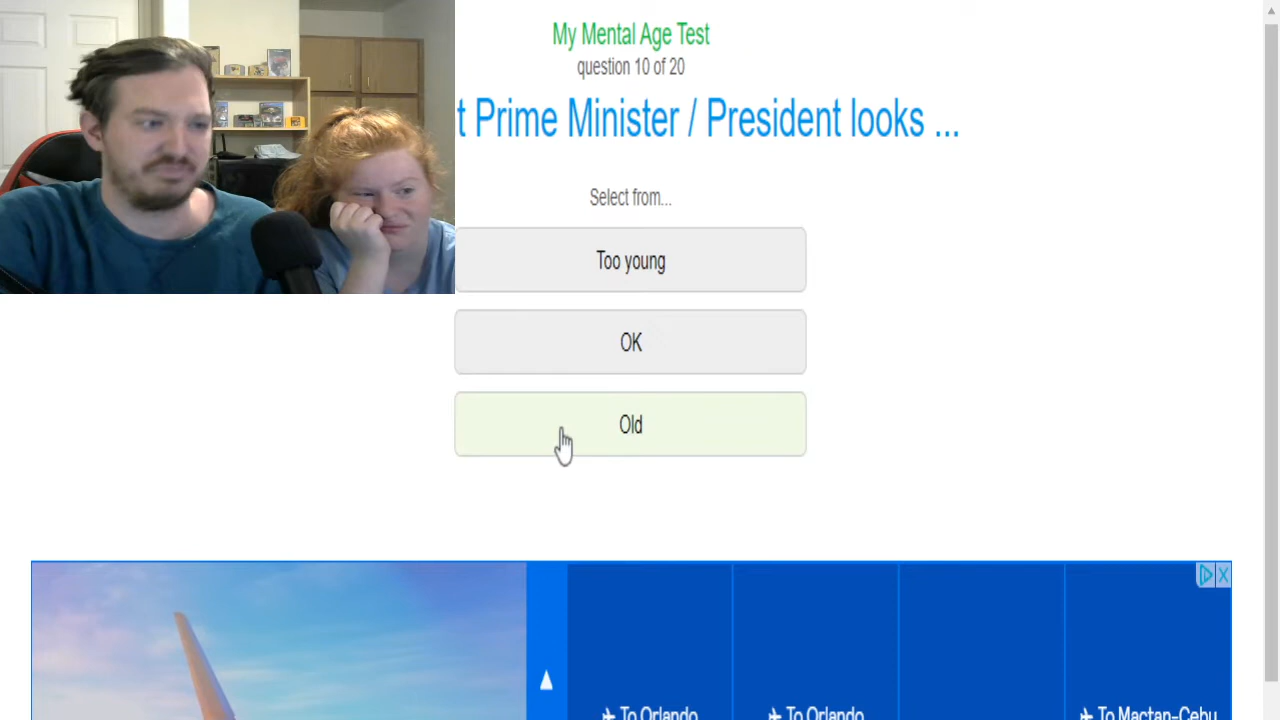 My Mental Age Test
question 10 of 20
t Prime Minister / President looks ...
Select from...
Too young
OK
Old
To Orlando
To Orlando
To Mactan-Cebu